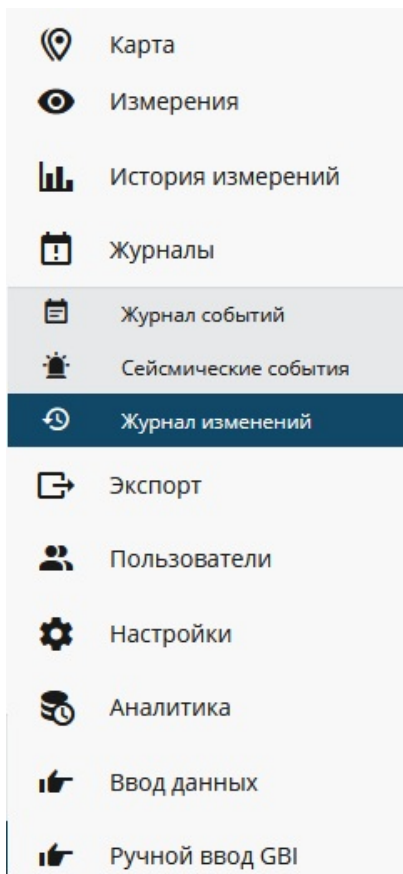 Карта
Измерения
История измерений
Журналы
Журнал событий
Сейсмические события
Журнал изменений
Экспорт
Пользователи
Настройки
Аналитика
Ввод данных
Ручной ввод GBI